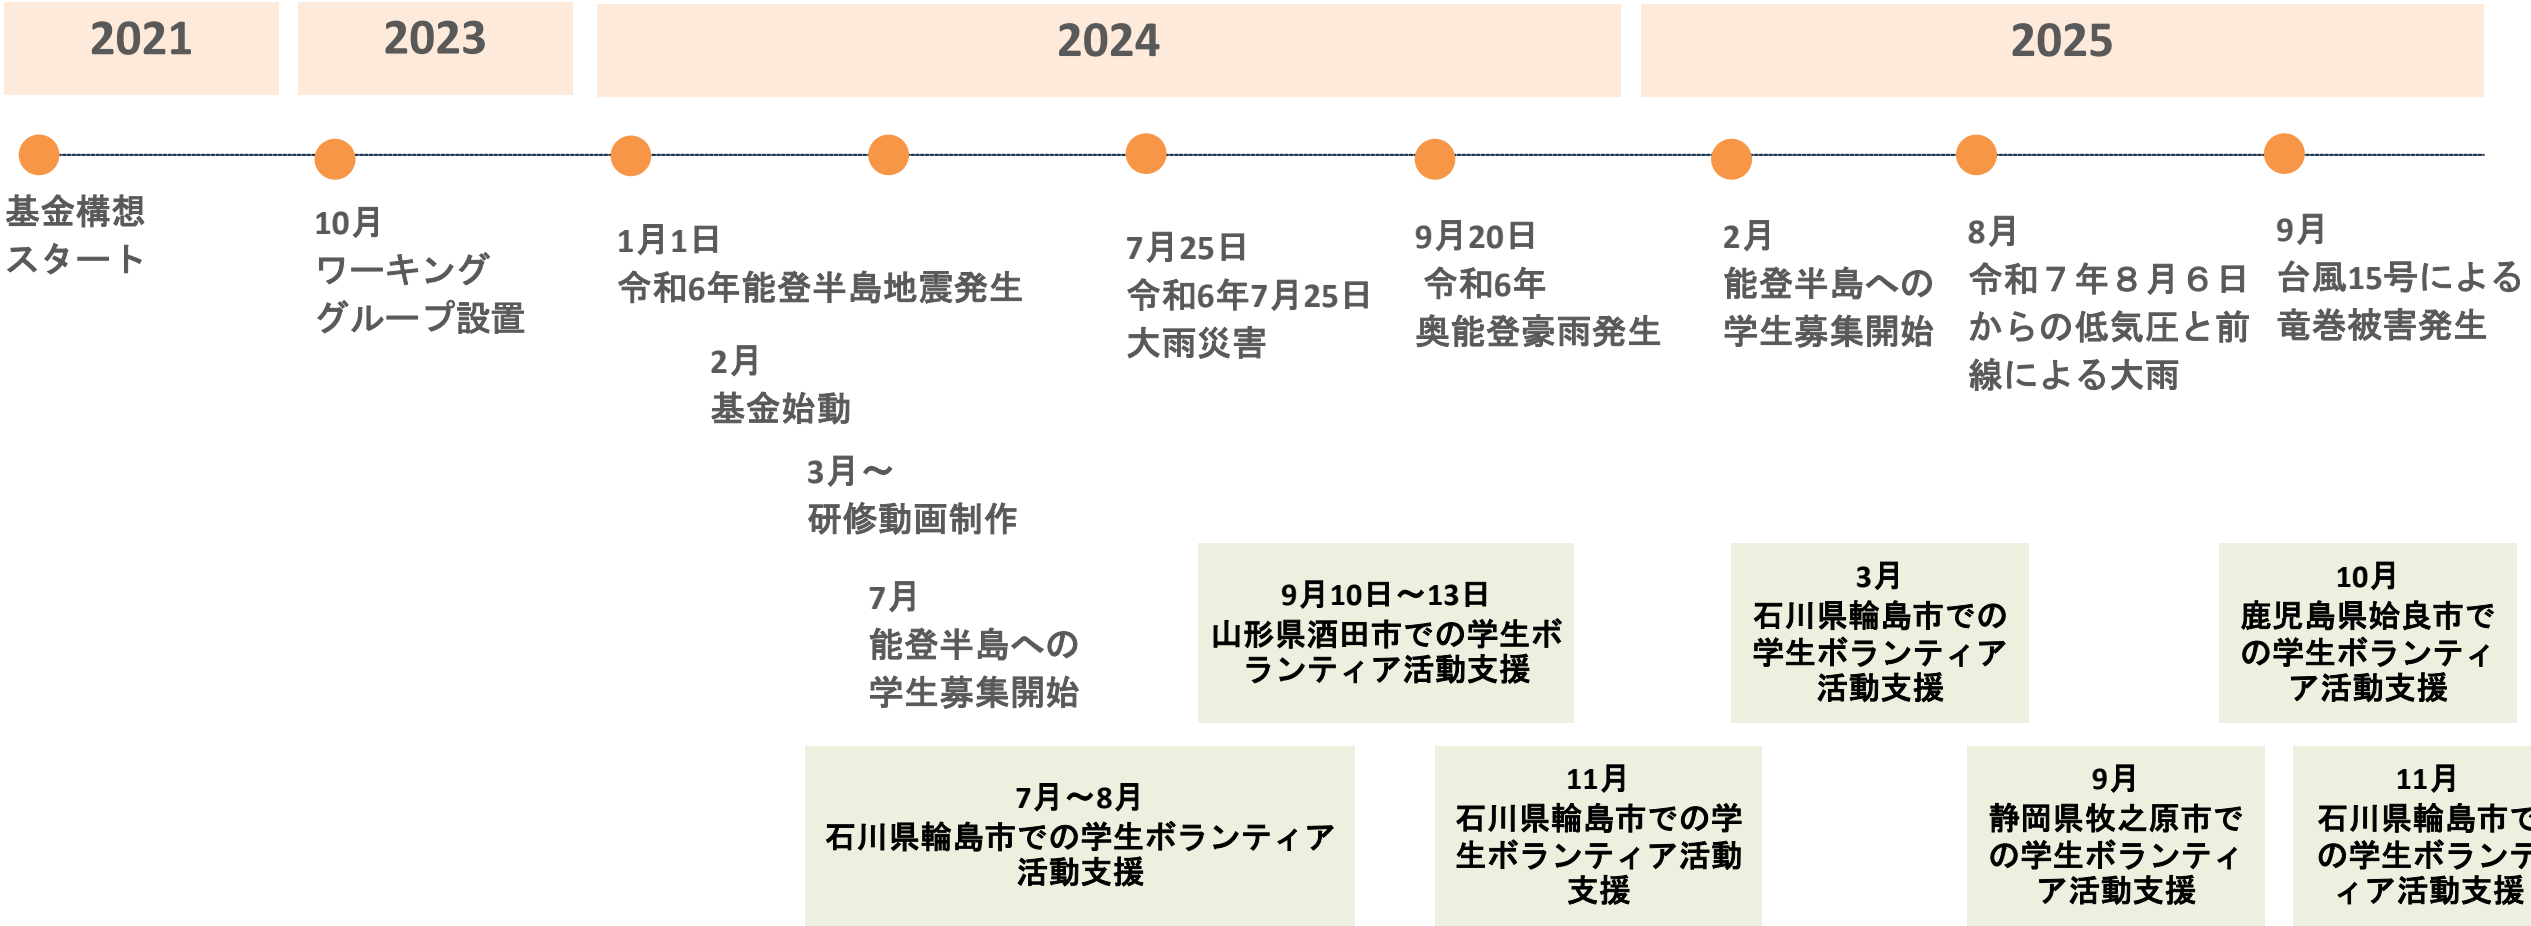 2021
2023
2024
2025
基金構想
スタート
10月
ワーキング
グループ設置
1月1日
令和6年能登半島地震発生
2月
基金始動
3月～
研修動画制作
7月
能登半島への
学生募集開始
7月25日
令和6年7月25日
大雨災害
9月20日
令和6年
奥能登豪雨発生
2月
能登半島への
学生募集開始
8月
令和７年８月６日
からの低気圧と前
線による大雨
9月
台風15号による
竜巻被害発生
9月10日～13日
山形県酒田市での学生ボ
ランティア活動支援
3月
石川県輪島市での
学生ボランティア
活動支援
10月
鹿児島県姶良市で
の学生ボランティ
ア活動支援
7月～8月
石川県輪島市での学生ボランティア
活動支援
11月
石川県輪島市での学
生ボランティア活動
支援
9月
静岡県牧之原市で
の学生ボランティ
ア活動支援
11月
石川県輪島市で
の学生ボランテ
ィア活動支援